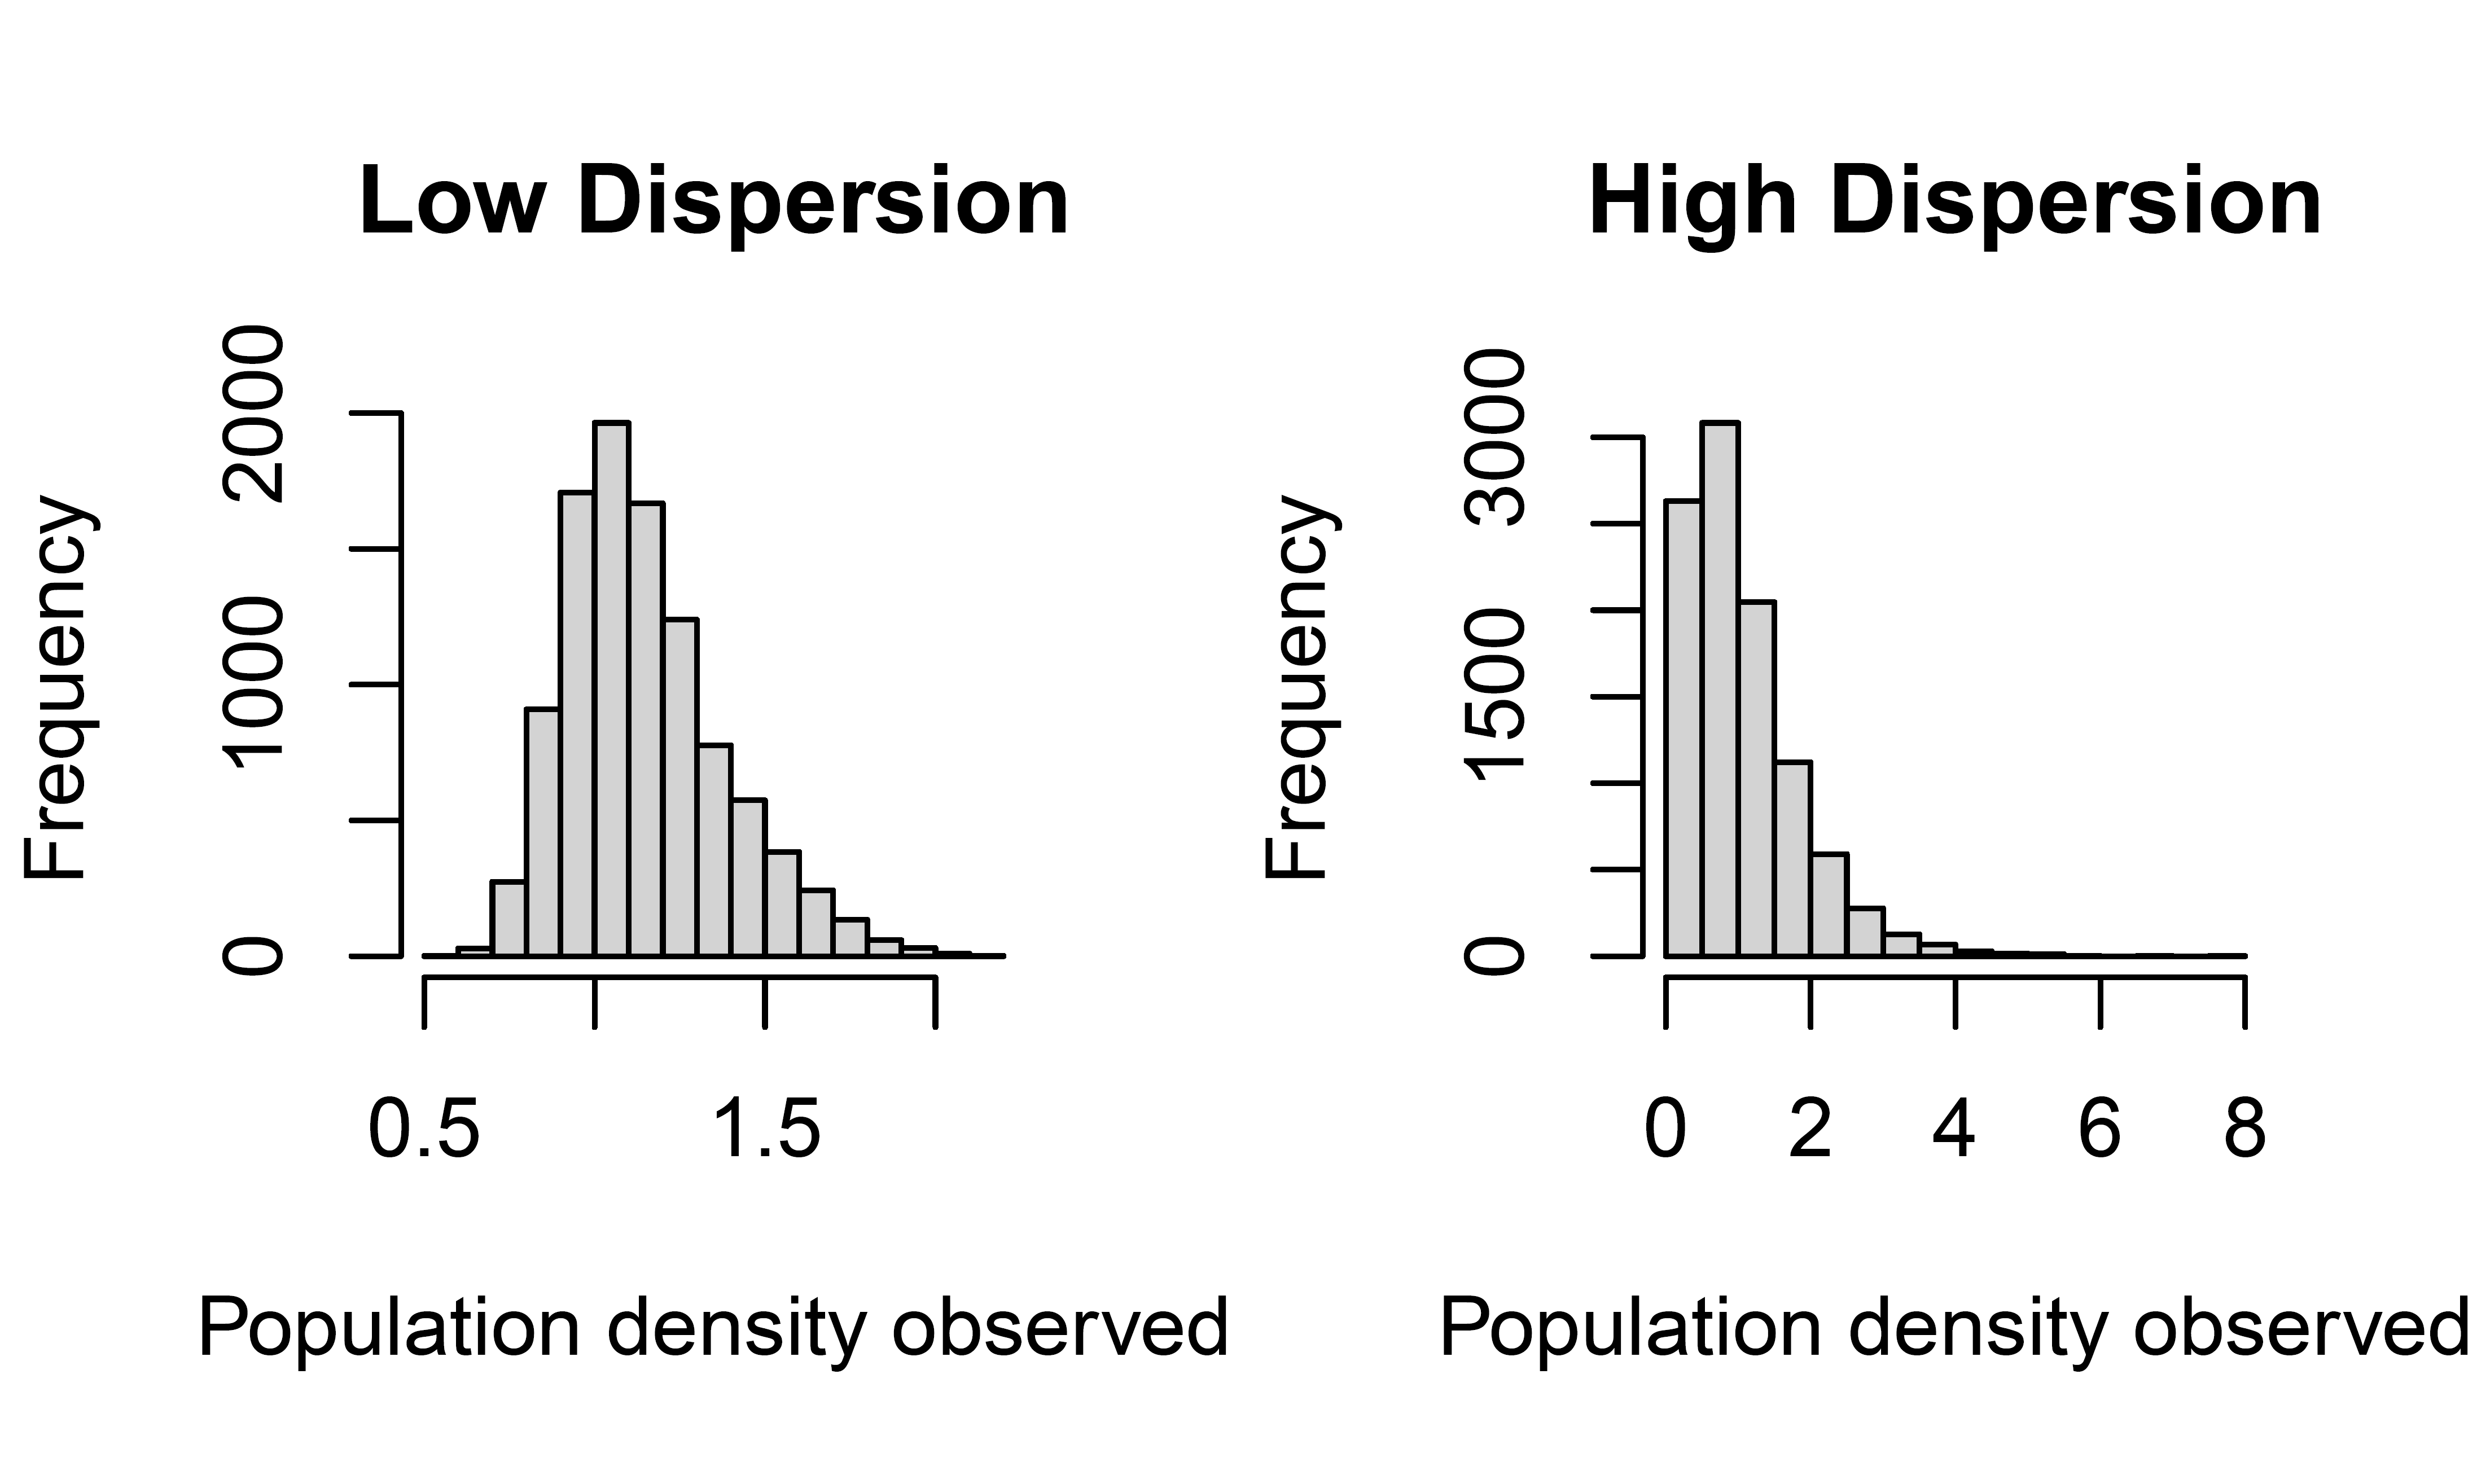 Low Dispersion
Frequency
2000
1000
0
0.5 1.5
Population density observed
High Dispersion
Frequency
3000
1500
0
0 2 4 6 8
Population density observed